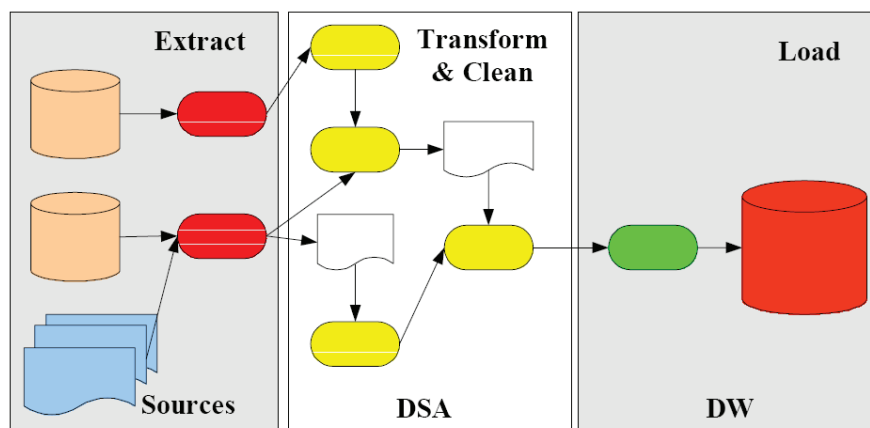 Extract
Transform
& Clean
Load
Sources
DSA
DW